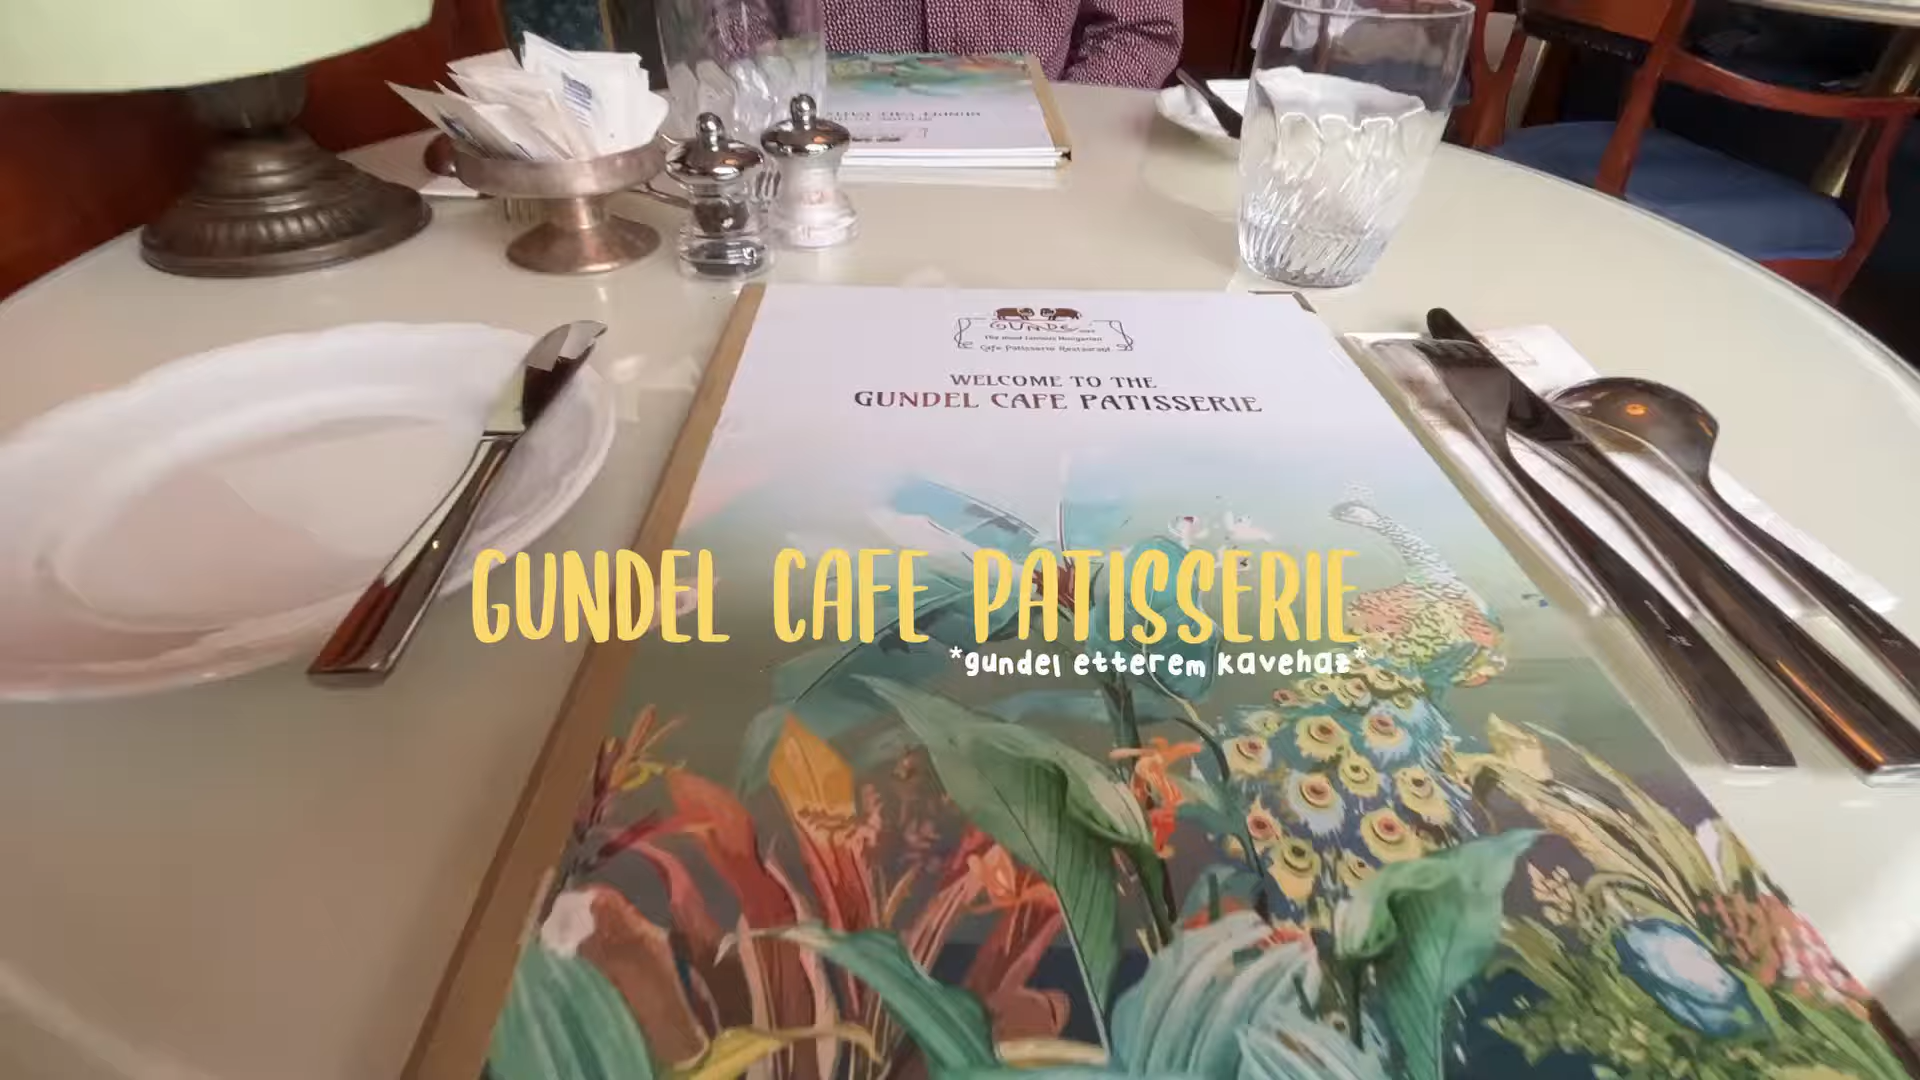 GUNDEL
The most famous Hungarian
Cafe Patisserie Restaurant
WELCOME TO THE
GUNDEL CAFE PATISSERIE
GUNDEL CAFE PATISSERIE
*gundel etterem kavehaz*